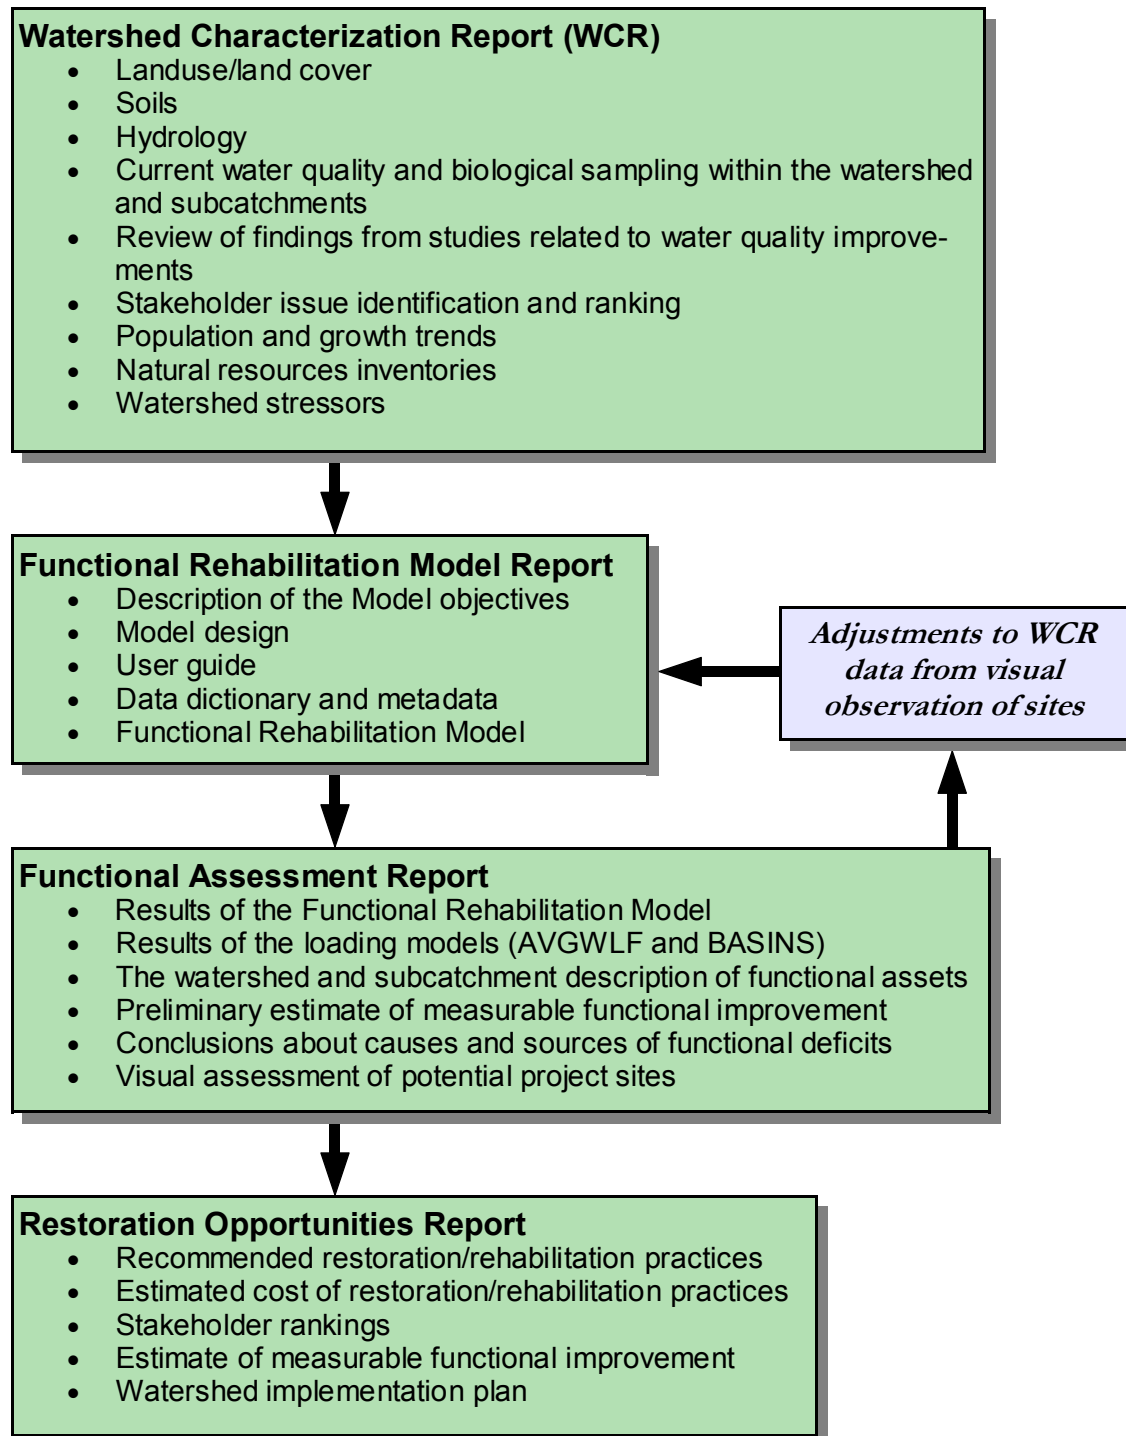 Watershed Characterization Report (WCR)
• Landuse/land cover
• Soils
• Hydrology
• Current water quality and biological sampling within the watershed
and subcatchments
• Review of findings from studies related to water quality improve-
ments
• Stakeholder issue identification and ranking
• Population and growth trends
• Natural resources inventories
• Watershed stressors
Functional Rehabilitation Model Report
• Description of the Model objectives
• Model design
• User guide
• Data dictionary and metadata
• Functional Rehabilitation Model
Adjustments to WCR
data from visual
observation of sites
Functional Assessment Report
• Results of the Functional Rehabilitation Model
• Results of the loading models (AVGWLF and BASINS)
• The watershed and subcatchment description of functional assets
• Preliminary estimate of measurable functional improvement
• Conclusions about causes and sources of functional deficits
• Visual assessment of potential project sites
Restoration Opportunities Report
• Recommended restoration/rehabilitation practices
• Estimated cost of restoration/rehabilitation practices
• Stakeholder rankings
• Estimate of measurable functional improvement
• Watershed implementation plan